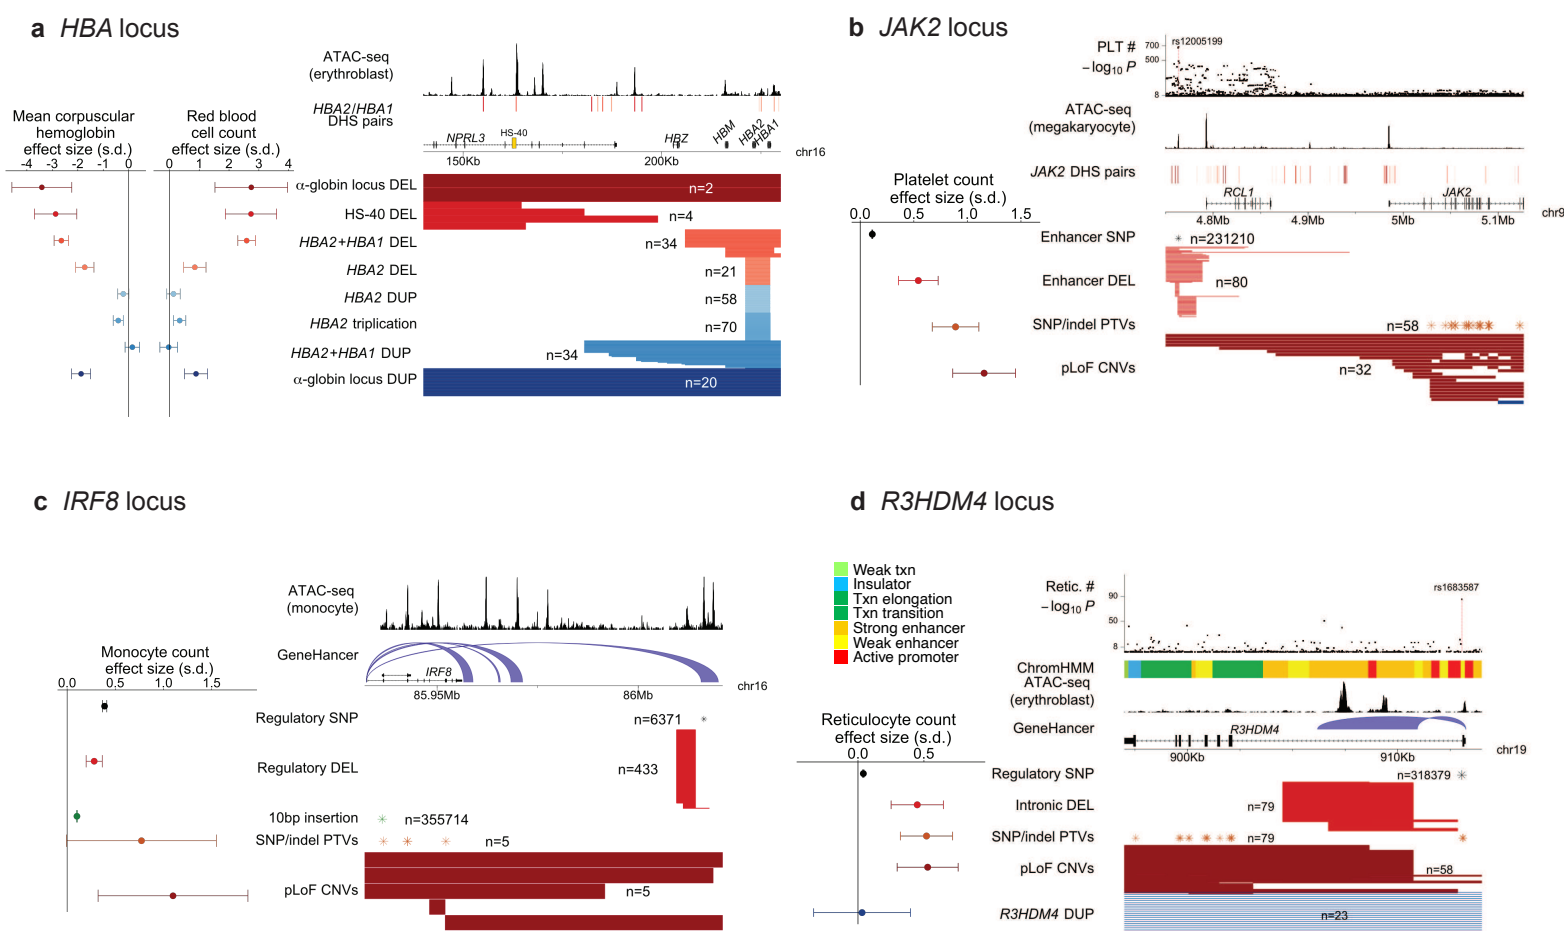 a HBA locus
ATAC-seq
(erythroblast)
HBA2/HBA1
DHS pairs
NPRL3
HS-40
HBZ
HBM
HBA2
HBA1
150Kb
200Kb
chr16
Mean corpuscular
hemoglobin
effect size (s.d.)
-4 -3 -2 -1 0
Red blood
cell count
effect size (s.d.)
0 1 2 3 4
α-globin locus DEL
n=2
HS-40 DEL
n=4
HBA2+HBA1 DEL
n=34
HBA2 DEL
n=21
HBA2 DUP
n=58
HBA2 triplication
n=70
HBA2+HBA1 DUP
n=34
α-globin locus DUP
n=20
b JAK2 locus
PLT #
−log10 P
700
500
8
rs12005199
ATAC-seq
(megakaryocyte)
JAK2 DHS pairs
RCL1
JAK2
4.8Mb
4.9Mb
5Mb
5.1Mb
chr9
Platelet count
effect size (s.d.)
0.0 0.5 1.0 1.5
Enhancer SNP
n=231210
Enhancer DEL
n=80
SNP/indel PTVs
n=58
pLoF CNVs
n=32
c IRF8 locus
ATAC-seq
(monocyte)
GeneHancer
IRF8
85.95Mb
86Mb
chr16
Monocyte count
effect size (s.d.)
0.0 0.5 1.0 1.5
Regulatory SNP
n=6371
Regulatory DEL
n=433
10bp insertion
n=355714
SNP/indel PTVs
n=5
pLoF CNVs
n=5
d R3HDM4 locus
Weak txn
Insulator
Txn elongation
Txn transition
Strong enhancer
Weak enhancer
Active promoter
Retic. #
−log10 P
90
50
8
rs1683587
ChromHMM
ATAC-seq
(erythroblast)
GeneHancer
R3HDM4
900Kb
910Kb
chr19
Reticulocyte count
effect size (s.d.)
0.0 0.5
Regulatory SNP
n=318379
Intronic DEL
n=79
SNP/indel PTVs
n=79
pLoF CNVs
n=58
R3HDM4 DUP
n=23